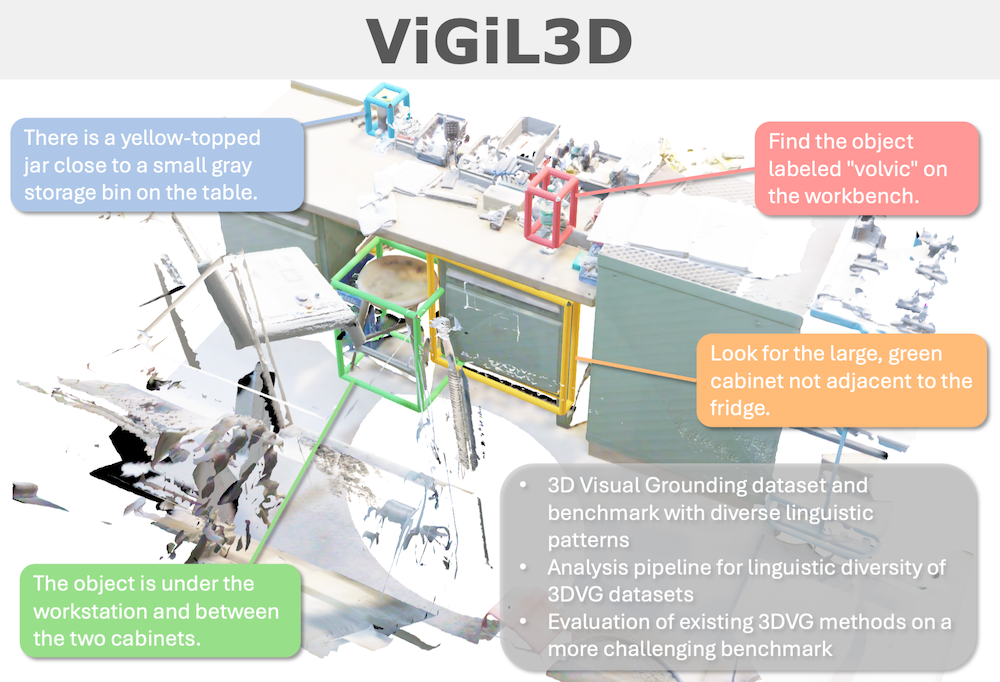 ViGiL3D
There is a yellow-topped
jar close to a small gray
storage bin on the table.
Find the object
labeled "volvic" on
the workbench.
Look for the large, green
cabinet not adjacent to the
fridge.
The object is under the
workstation and between
the two cabinets.
• 3D Visual Grounding dataset and
benchmark with diverse linguistic
patterns
• Analysis pipeline for linguistic diversity of
3DVG datasets
• Evaluation of existing 3DVG methods on a
more challenging benchmark